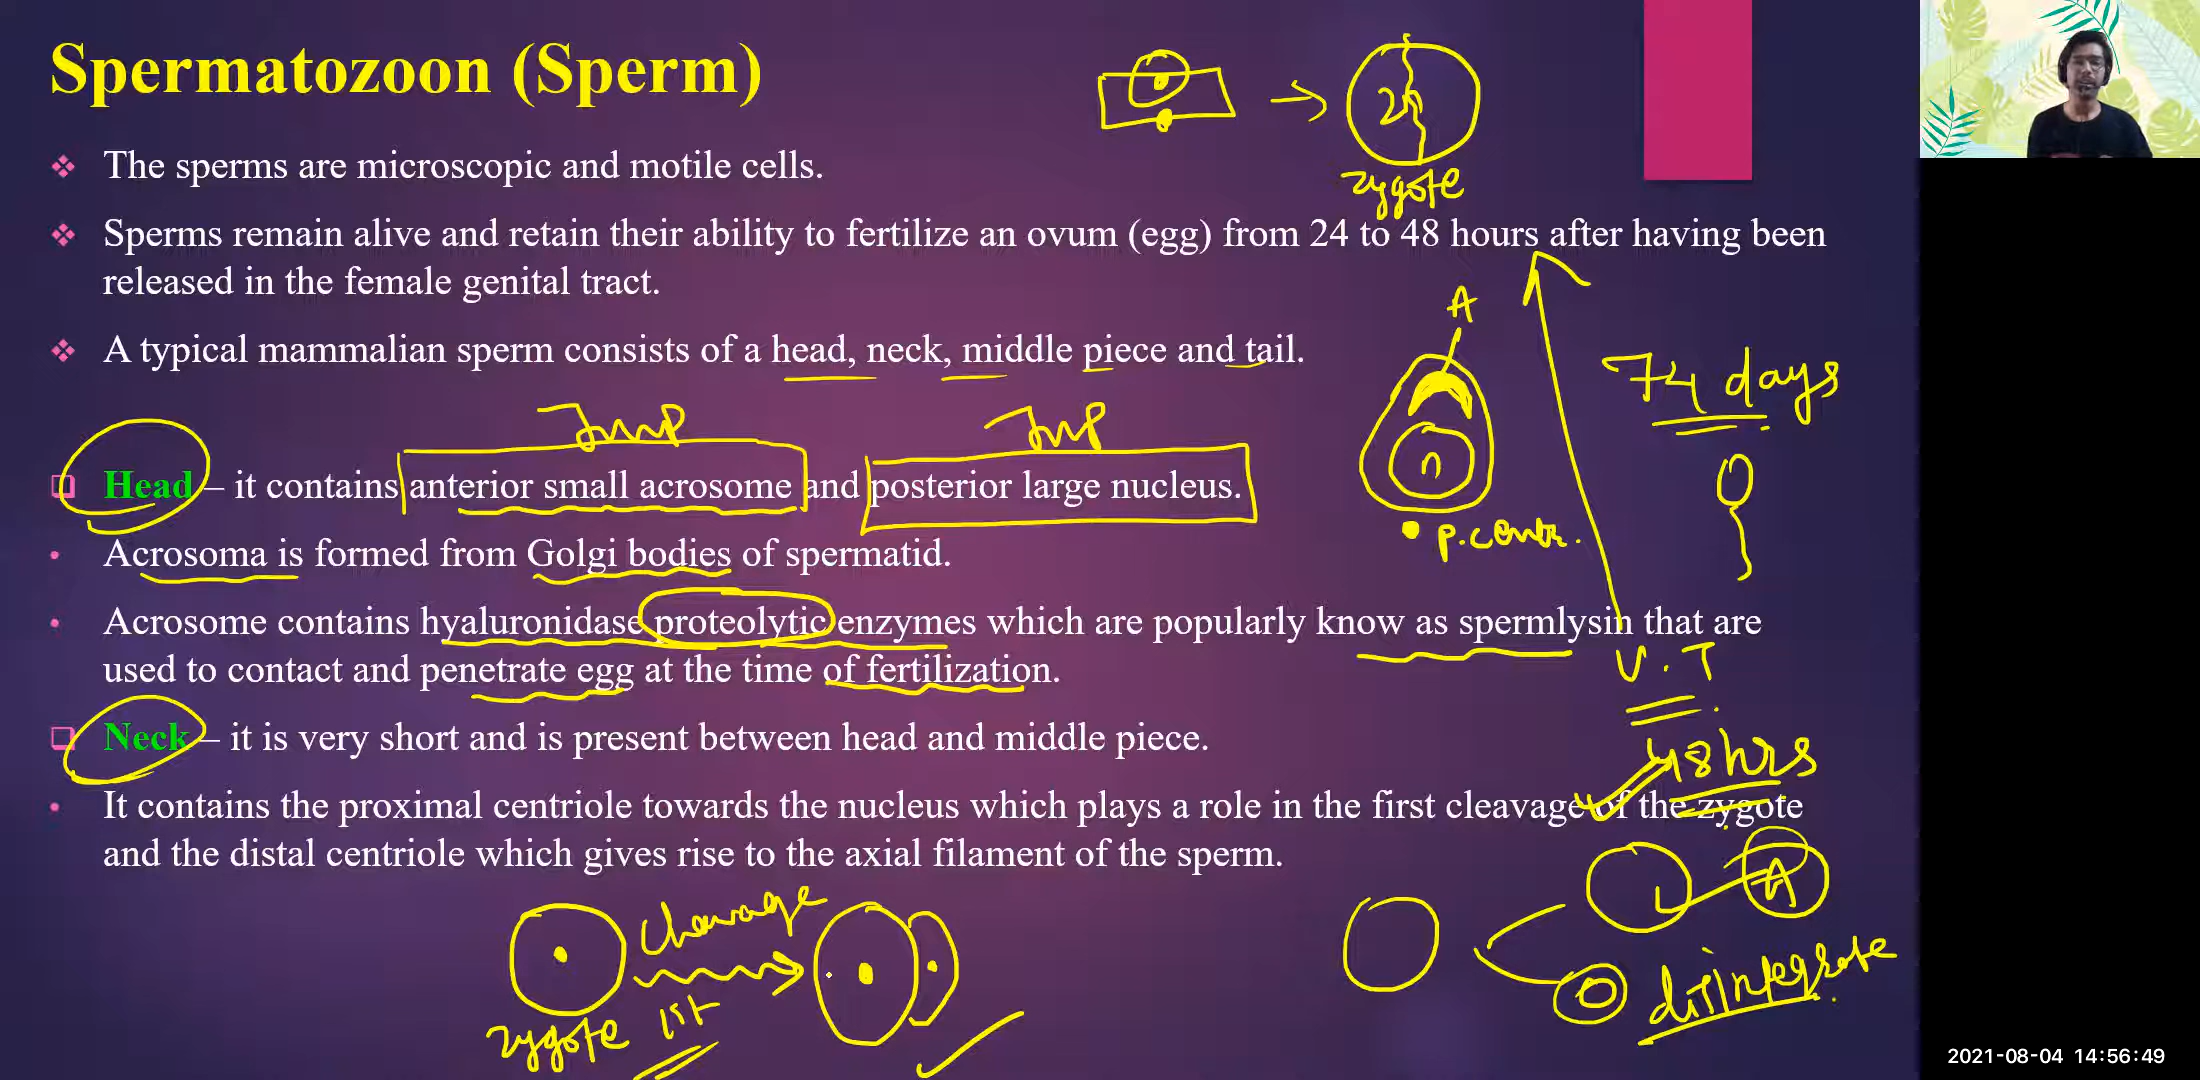 Spermatozoon (Sperm)
2n
zygote
The sperms are microscopic and motile cells.
Sperms remain alive and retain their ability to fertilize an ovum (egg) from 24 to 48 hours after having been
released in the female genital tract.
A
74 days
A typical mammalian sperm consists of a head, neck, middle piece and tail.
Imp
Imp
Head – it contains anterior small acrosome and posterior large nucleus.
n
p.centr.
Acrosoma is formed from Golgi bodies of spermatid.
Acrosome contains hyaluronidase proteolytic enzymes which are popularly know as spermlysin that are
used to contact and penetrate egg at the time of fertilization.
V.T
Neck – it is very short and is present between head and middle piece.
48 hrs
It contains the proximal centriole towards the nucleus which plays a role in the first cleavage of the zygote
and the distal centriole which gives rise to the axial filament of the sperm.
A
cleavage
disintegrate
zygote 1st
2021-08-04 14:56:49